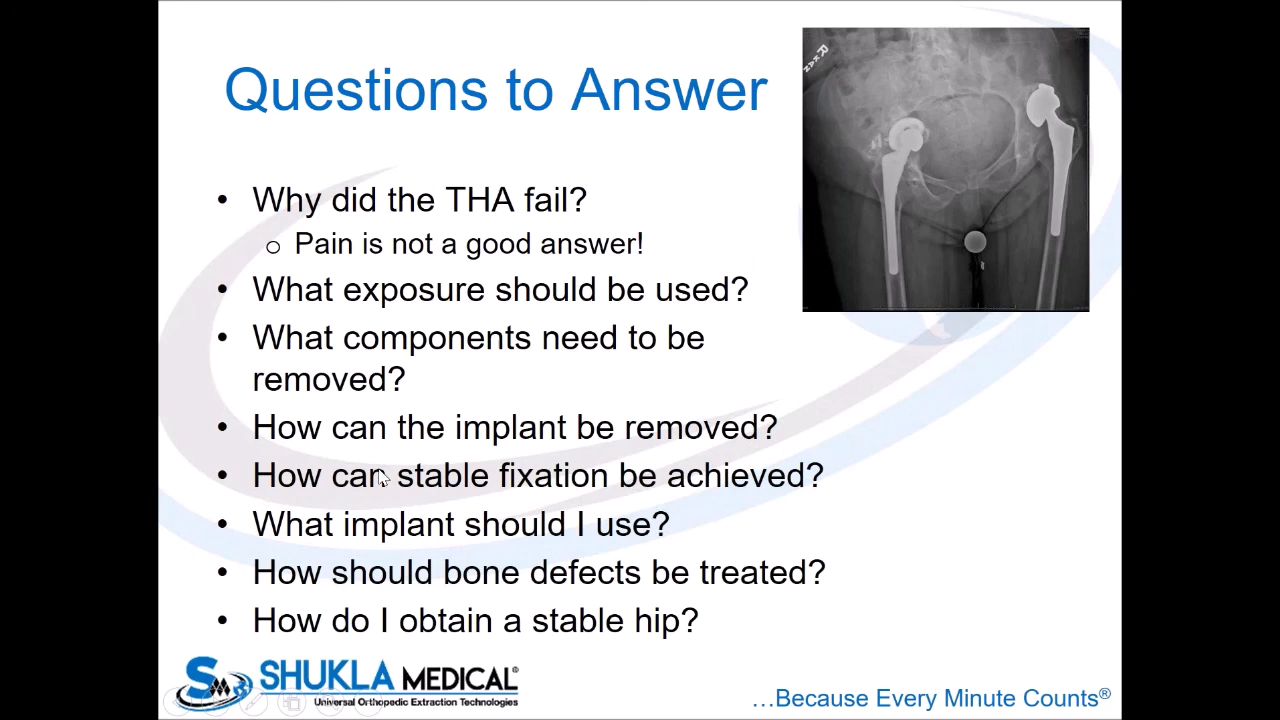 Questions to Answer
• Why did the THA fail?
o Pain is not a good answer!
• What exposure should be used?
• What components need to be
removed?
• How can the implant be removed?
• How can stable fixation be achieved?
• What implant should I use?
• How should bone defects be treated?
• How do I obtain a stable hip?
R
SM SHUKLA MEDICAL®
Universal Orthopedic Extraction Technologies
…Because Every Minute Counts®